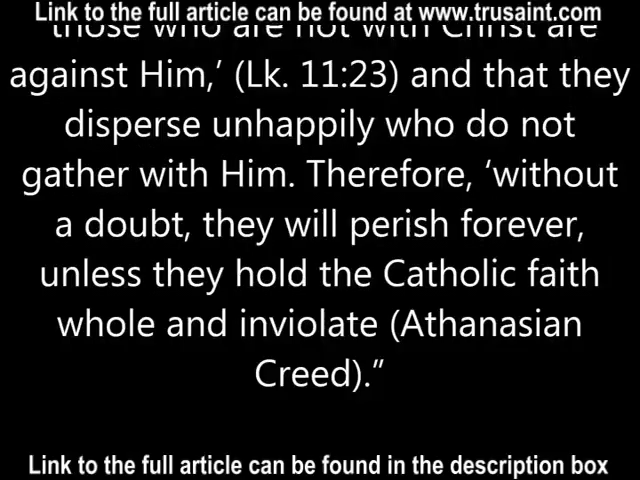 Link to the full article can be found at www.trusaint.com
those who are not with Christ are
against Him,’ (Lk. 11:23) and that they
disperse unhappily who do not
gather with Him. Therefore, ‘without
a doubt, they will perish forever,
unless they hold the Catholic faith
whole and inviolate (Athanasian
Creed).”
Link to the full article can be found in the description box